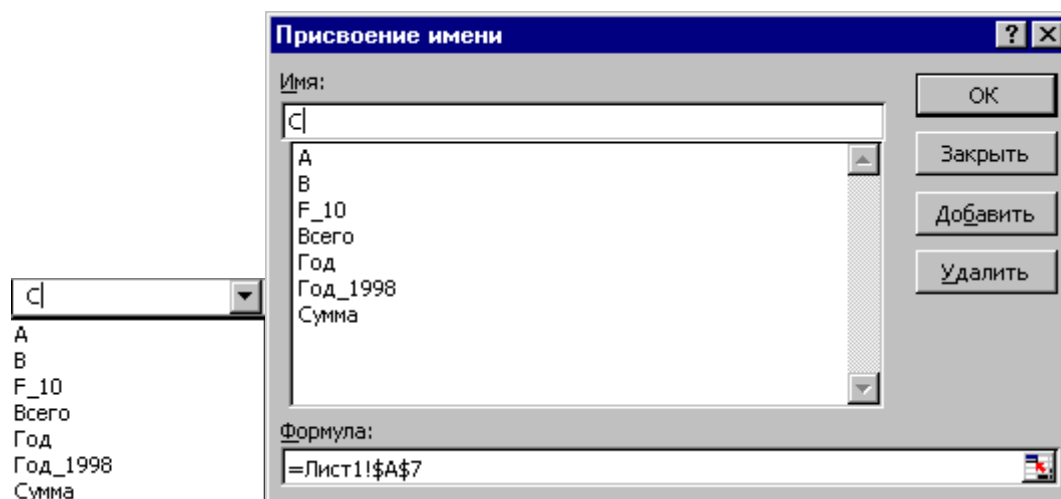 Присвоение имени
Имя:
C
A
B
F_10
Всего
Год
Год_1998
Сумма
Формула:
=Лист1!$A$7
OK
Закрыть
Добавить
Удалить
C
A
B
F_10
Всего
Год
Год_1998
Сумма